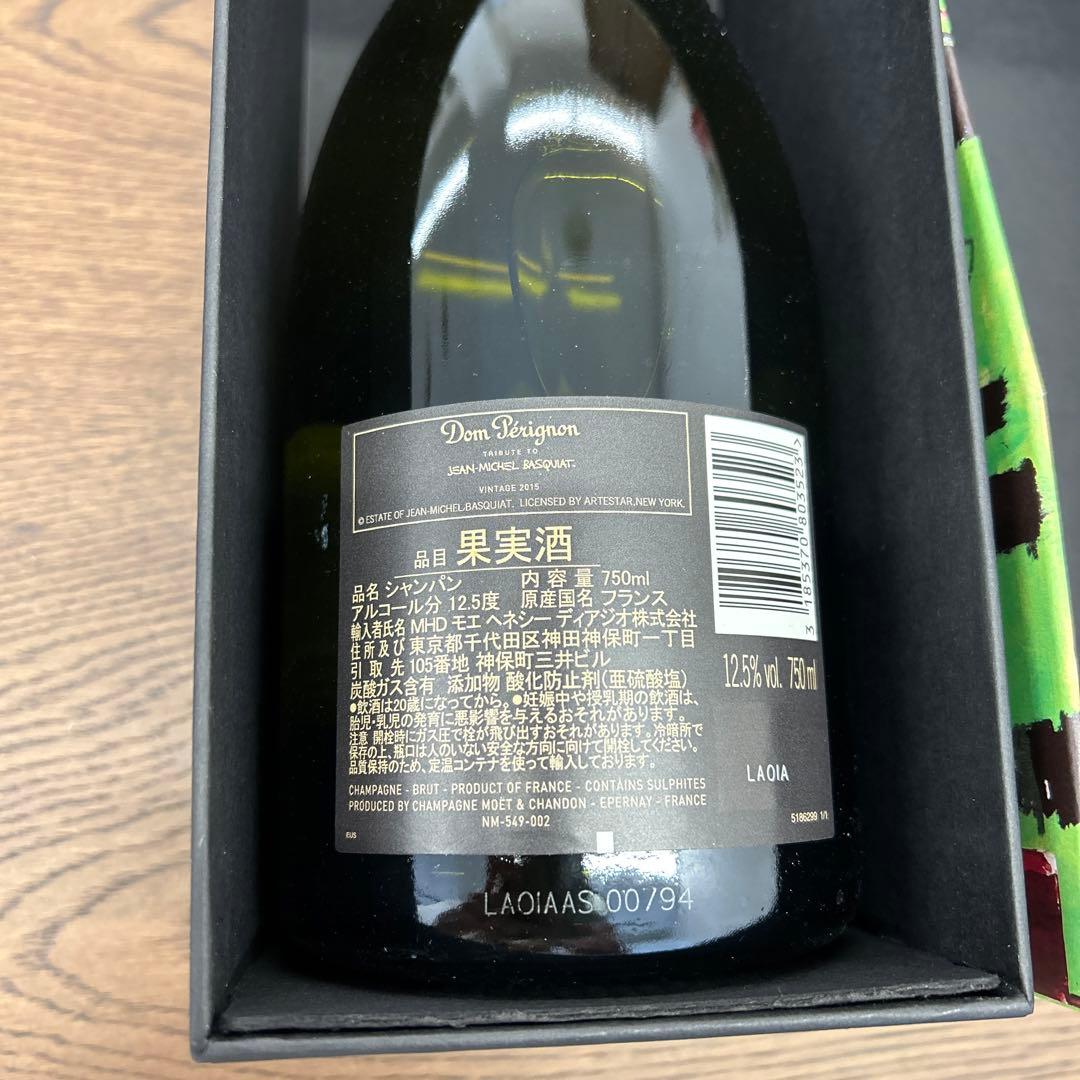 Dom Pérignon
TRIBUTE TO
JEAN-MICHEL BASQUIAT.
VINTAGE 2015
© ESTATE OF JEAN-MICHEL BASQUIAT. LICENSED BY ARTESTAR, NEW YORK.
品目 果実酒
品名 シャンパン 内容量 750ml
アルコール分 12.5度 原産国名 フランス
輸入者氏名 MHD モエ ヘネシー ディアジオ株式会社
住所及び 東京都千代田区神田神保町一丁目
引取先 105番地 神保町三井ビル
炭酸ガス含有 添加物 酸化防止剤(亜硫酸塩)
●飲酒は20歳になってから。●妊娠中や授乳期の飲酒は、
胎児・乳児の発育に悪影響を与えるおそれがあります。
注意 開栓時にガス圧で栓が飛び出すおそれがあります。冷暗所で
保存の上、瓶口は人のいない安全な方向に向けて開栓してください。
品質保持のため、定温コンテナを使って輸入しております。
CHAMPAGNE - BRUT - PRODUCT OF FRANCE - CONTAINS SULPHITES
PRODUCED BY CHAMPAGNE MOËT & CHANDON - EPERNAY - FRANCE
NM-549-002
EUS
3 185370 803523
12.5% vol. 750 ml
LAOIA
5186299 1/1
LAOIAAS 00794